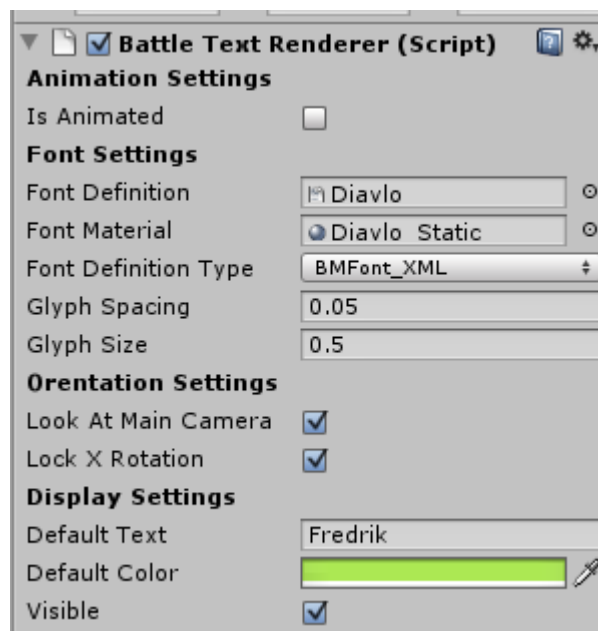 Battle Text Renderer (Script)
Animation Settings
Is Animated
Font Settings
Font Definition Diavlo
Font Material Diavlo_Static
Font Definition Type BMFont_XML
Glyph Spacing 0.05
Glyph Size 0.5
Orentation Settings
Look At Main Camera
Lock X Rotation
Display Settings
Default Text Fredrik
Default Color
Visible